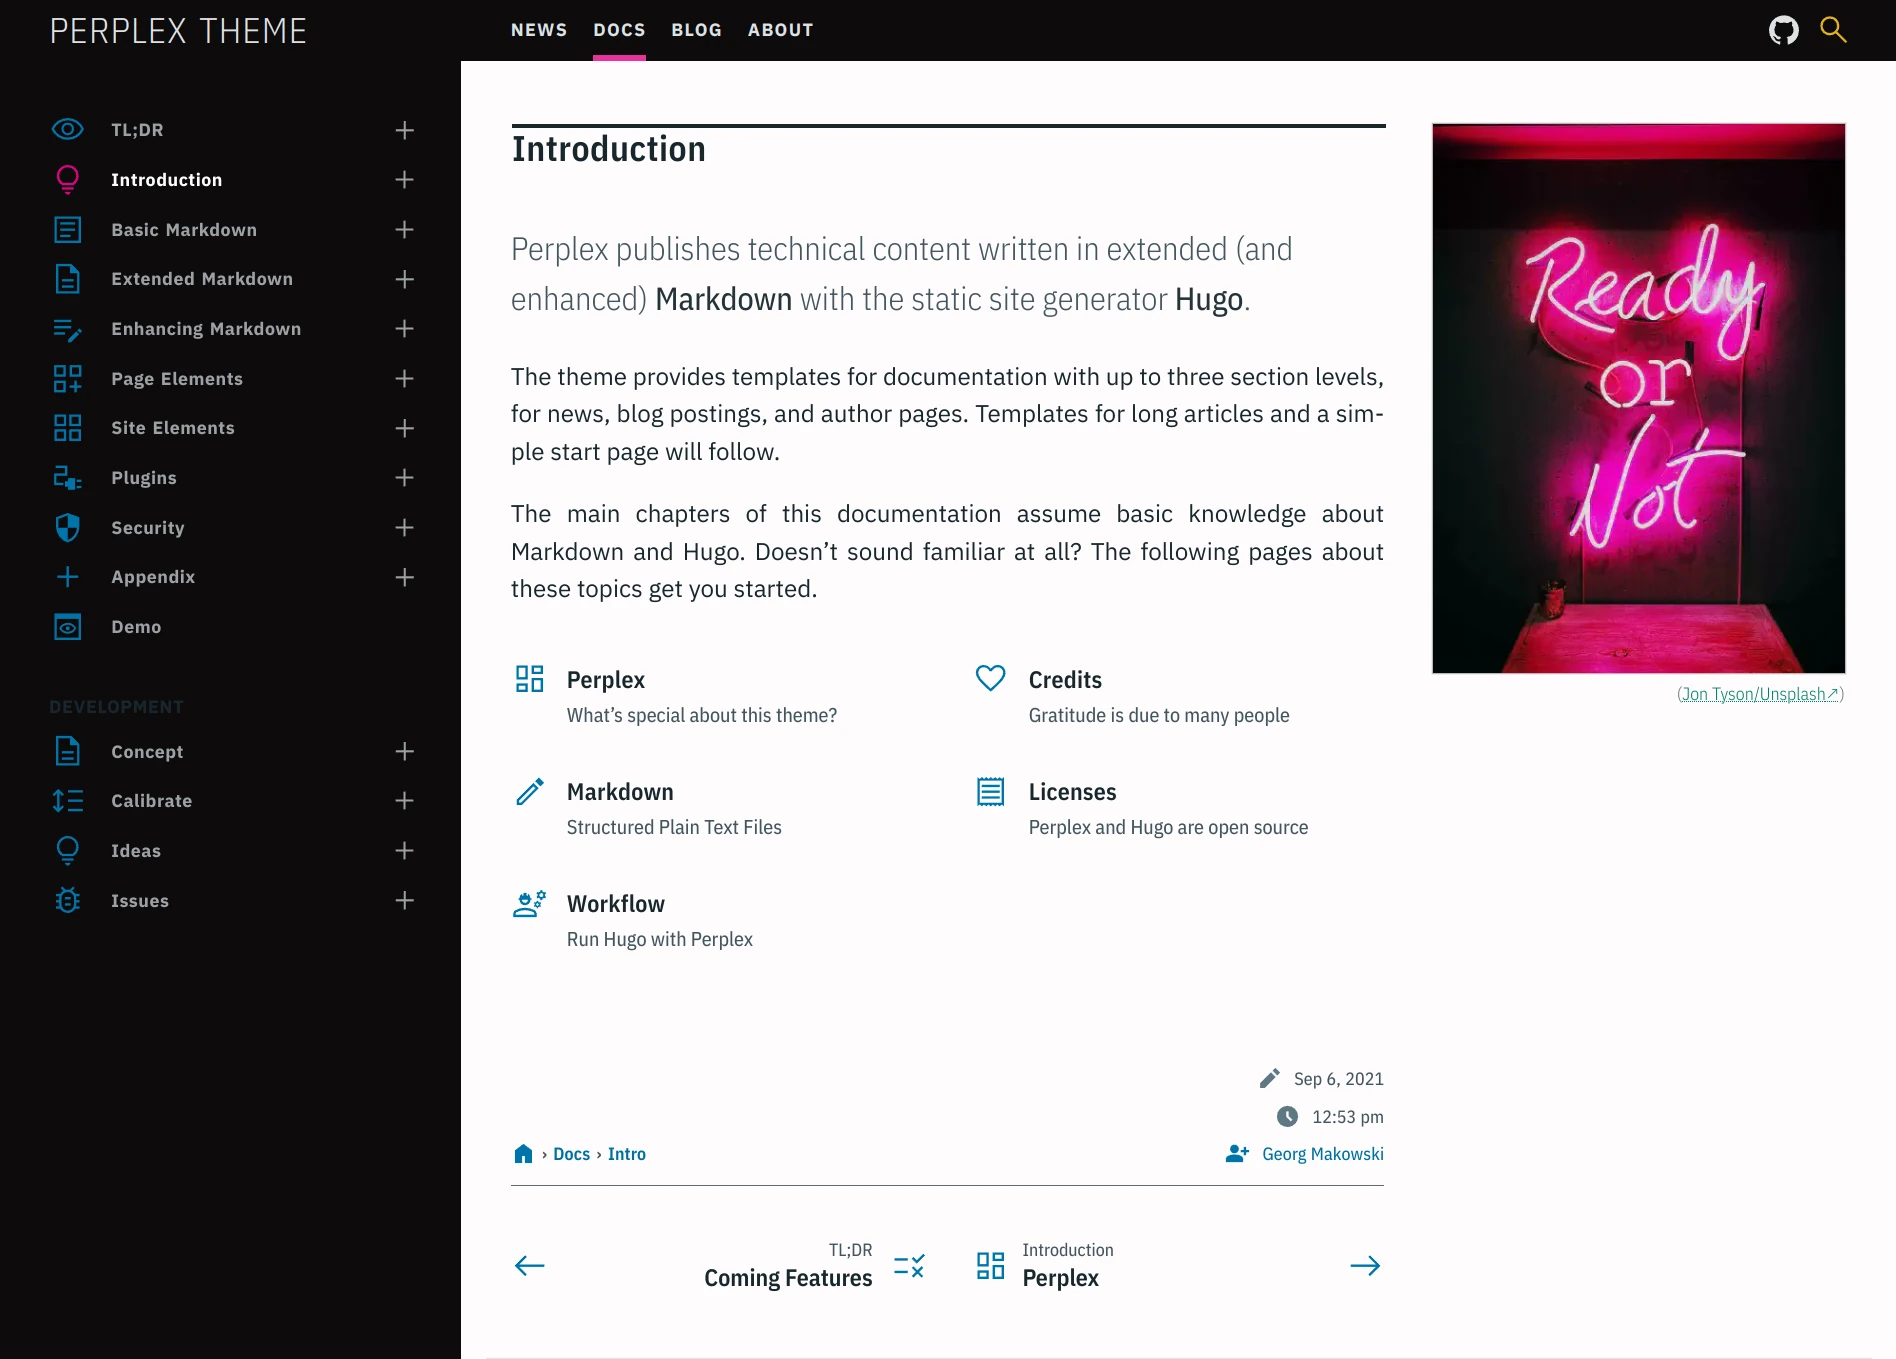 PERPLEX THEME
NEWS DOCS BLOG ABOUT
TL;DR
Introduction
Basic Markdown
Extended Markdown
Enhancing Markdown
Page Elements
Site Elements
Plugins
Security
Appendix
Demo
DEVELOPMENT
Concept
Calibrate
Ideas
Issues
Introduction
Perplex publishes technical content written in extended (and
enhanced) Markdown with the static site generator Hugo.
The theme provides templates for documentation with up to three section levels,
for news, blog postings, and author pages. Templates for long articles and a sim-
ple start page will follow.
The main chapters of this documentation assume basic knowledge about
Markdown and Hugo. Doesn’t sound familiar at all? The following pages about
these topics get you started.
Perplex
What’s special about this theme?
Credits
Gratitude is due to many people
Markdown
Structured Plain Text Files
Licenses
Perplex and Hugo are open source
Workflow
Run Hugo with Perplex
Ready
or
Not
(Jon Tyson/Unsplash↗)
Sep 6, 2021
12:53 pm
› Docs › Intro
Georg Makowski
TL;DR
Coming Features
Introduction
Perplex